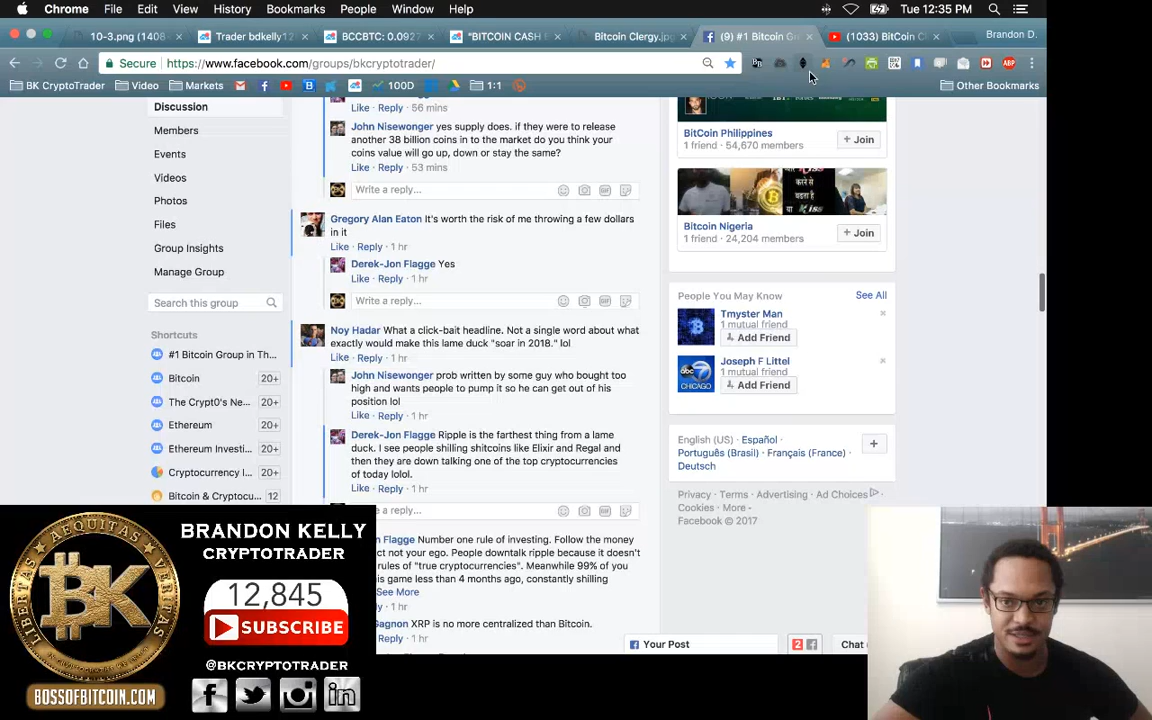 Chrome File Edit View History Bookmarks People Window Help Tue 12:35 PM
10-3.png (1408 Trader bdkelly12 BCCBTC: 0.0927 "BITCOIN CASH Bitcoin Clergy.jp (9) #1 Bitcoin Gr (1033) BitCoin C Brandon D.
Secure https://www.facebook.com/groups/bkcryptotrader/
BK CryptoTrader Video Markets 100D 1:1 Other Bookmarks
Discussion
Members
Events
Videos
Photos
Files
Group Insights
Manage Group
Search this group
Shortcuts
#1 Bitcoin Group in Th...
Bitcoin 20+
The Crypt0's Ne... 20+
Ethereum 20+
Ethereum Investi... 20+
Cryptocurrency I... 20+
Bitcoin & Cryptocu... 12
Like · Reply · 56 mins
John Nisewonger yes supply does. if they were to release
another 38 billion coins in to the market do you think your
coins value will go up, down or stay the same?
Like · Reply · 53 mins
Write a reply...
Gregory Alan Eaton It's worth the risk of me throwing a few dollars
in it
Like · Reply · 1 hr
Derek-Jon Flagge Yes
Like · Reply · 1 hr
Write a reply...
Noy Hadar What a click-bait headline. Not a single word about what
exactly would make this lame duck "soar in 2018." lol
Like · Reply · 1 hr
John Nisewonger prob written by some guy who bought too
high and wants people to pump it so he can get out of his
position lol
Like · Reply · 1 hr
Derek-Jon Flagge Ripple is the farthest thing from a lame
duck. I see people shilling shitcoins like Elixir and Regal and
then they are down talking one of the top cryptocurrencies
of today lolol.
Like · Reply · 1 hr
a reply...
Flagge Number one rule of investing. Follow the money
ct not your ego. People downtalk ripple because it doesn't
rules of "true cryptocurrencies". Meanwhile 99% of you
is game less than 4 months ago, constantly shilling
See More
1 hr
Gagnon XRP is no more centralized than Bitcoin.
Reply · 1 hr
ICON
BitCoin Philippines
1 friend · 54,670 members
+ Join
Bitcoin Nigeria
1 friend · 24,204 members
+ Join
People You May Know See All
Tmyster Man
1 mutual friend
Add Friend
Joseph F Littel
1 mutual friend
Add Friend
abc 7
CHICAGO
English (US) · Español ·
Português (Brasil) · Français (France) ·
Deutsch
Privacy · Terms · Advertising · Ad Choices ·
Cookies · More ·
Facebook © 2017
Your Post
2
Chat
AEQUITAS
LIBERTAS
VERITAS
BK
BOSSOFBITCOIN.COM
BRANDON KELLY
CRYPTOTRADER
12,845
SUBSCRIBE
@BKCRYPTOTRADER